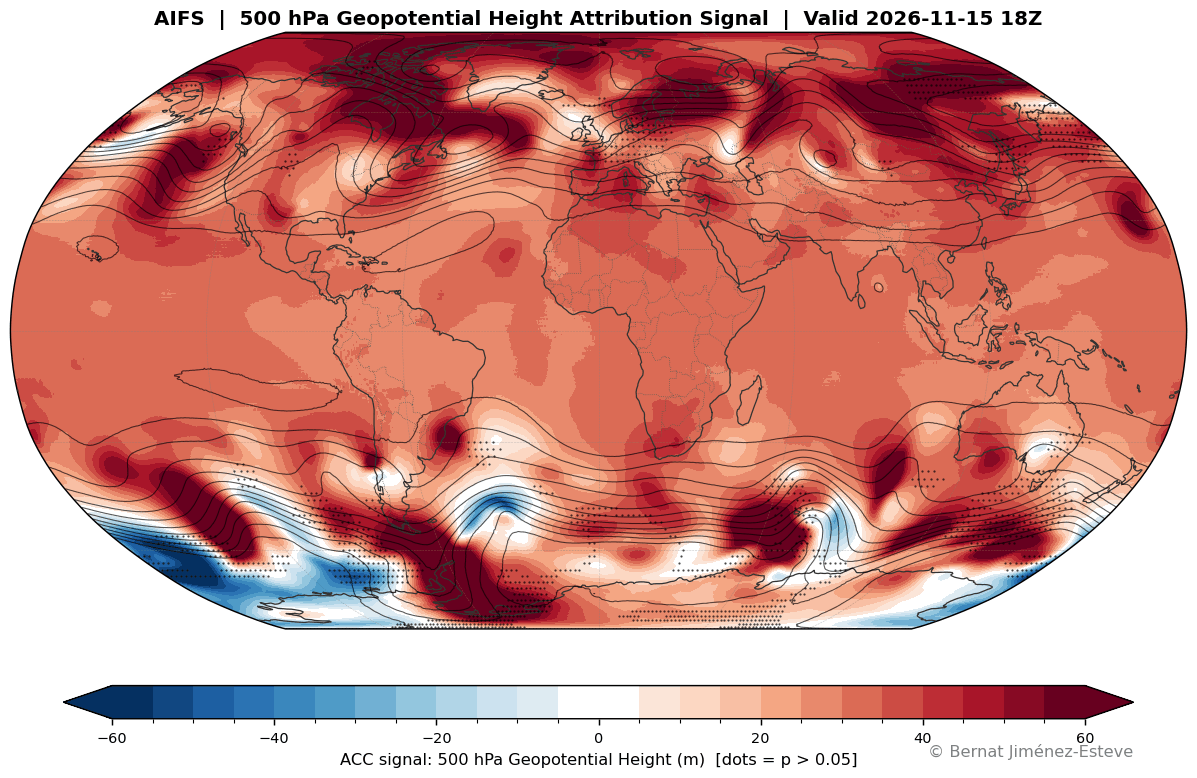 AIFS | 500 hPa Geopotential Height Attribution Signal | Valid 2026-11-15 18Z
−60 −40 −20 0 20 40 60
© Bernat Jiménez-Esteve
ACC signal: 500 hPa Geopotential Height (m) [dots = p > 0.05]